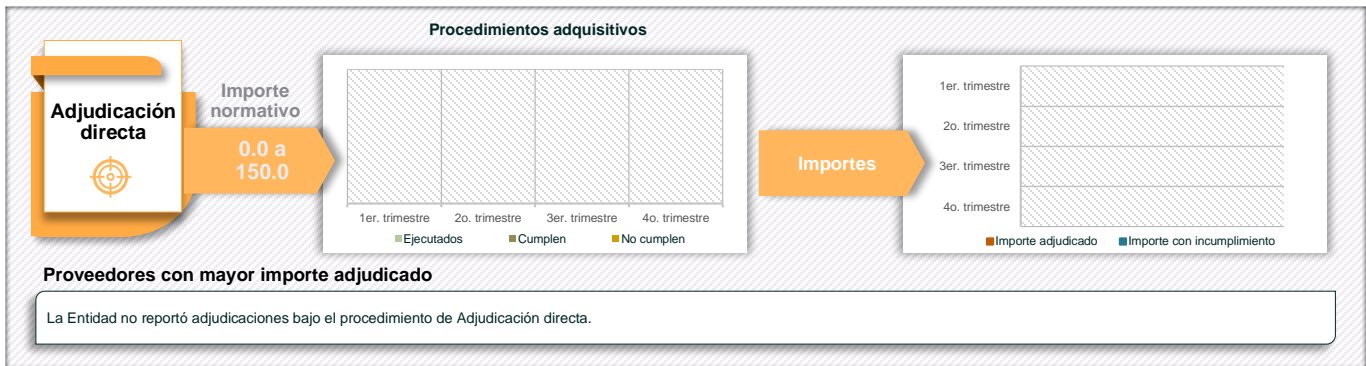 Procedimientos adquisitivos
Adjudicación
directa
Importe
normativo
0.0 a
150.0
1er. trimestre
2o. trimestre
3er. trimestre
4o. trimestre
Ejecutados
Cumplen
No cumplen
Importes
1er. trimestre
2o. trimestre
3er. trimestre
4o. trimestre
Importe adjudicado
Importe con incumplimiento
Proveedores con mayor importe adjudicado
La Entidad no reportó adjudicaciones bajo el procedimiento de Adjudicación directa.